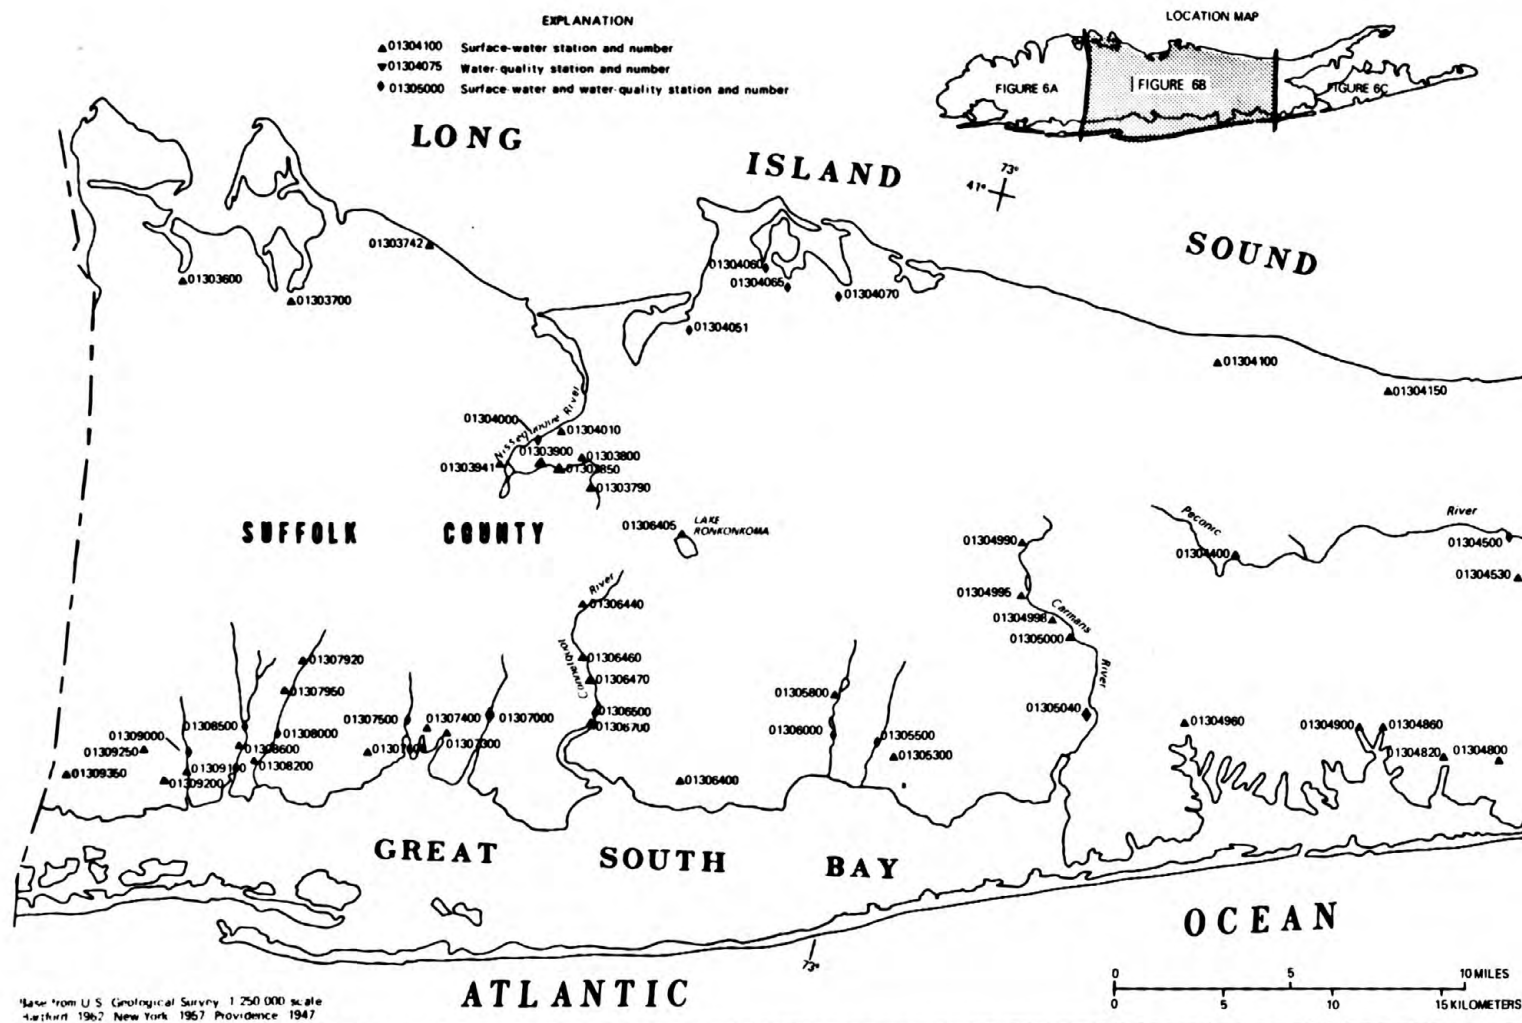 EXPLANATION
▲01304100 Surface-water station and number
▼01304075 Water-quality station and number
♦01305000 Surface-water and water-quality station and number
LOCATION MAP
FIGURE 6A
FIGURE 6B
FIGURE 6C
LONG
ISLAND
SOUND
73°
41°
01303742
01303600
01303700
01304060
01304065
01304070
01304051
01304100
01304150
01304000
Nissequogue River
01304010
01303900
01303800
01303941
01303850
01303790
SUFFOLK COUNTY
01306405
LAKE
RONKONKOMA
01304990
Peconic
River
01304400
01304500
01304530
01304995
01304998
Carmans
River
01305000
River
01306440
Connetquot
01306460
01306470
01306500
01306700
01307920
01307950
01308500
01308000
01307500
01307400
01307000
01307300
01309000
01309250
01308600
01308200
01309350
01309100
01309200
01305800
01306000
01305500
01305300
01306400
01305040
01304960
01304900
01304860
01304820
01304800
GREAT SOUTH BAY
OCEAN
73°
ATLANTIC
0 5 10 MILES
0 5 10 15 KILOMETERS
Base from U.S. Geological Survey 1:250 000 scale
Hartford 1962 New York 1957 Providence 1947